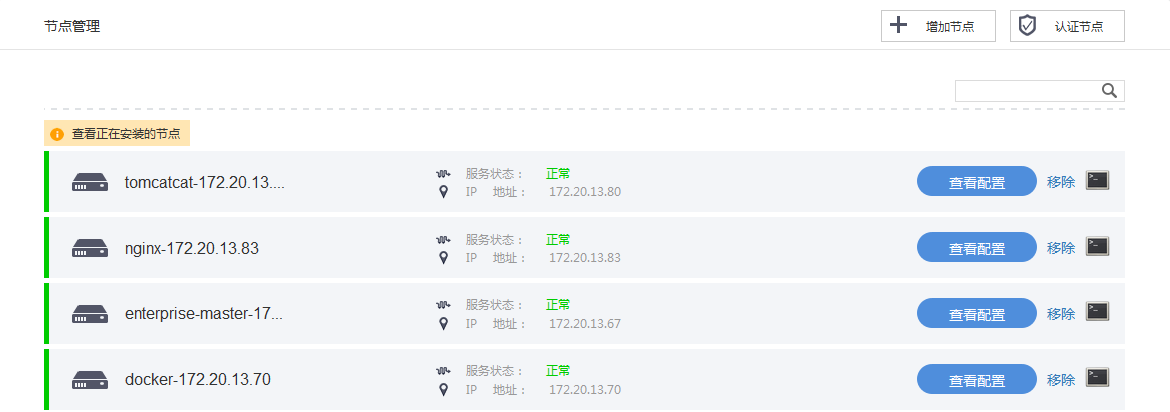 节点管理
增加节点
认证节点
查看正在安装的节点
tomcatcat-172.20.13....
服务状态： 正常
IP 地址： 172.20.13.80
查看配置 移除
nginx-172.20.13.83
服务状态： 正常
IP 地址： 172.20.13.83
查看配置 移除
enterprise-master-17...
服务状态： 正常
IP 地址： 172.20.13.67
查看配置 移除
docker-172.20.13.70
服务状态： 正常
IP 地址： 172.20.13.70
查看配置 移除